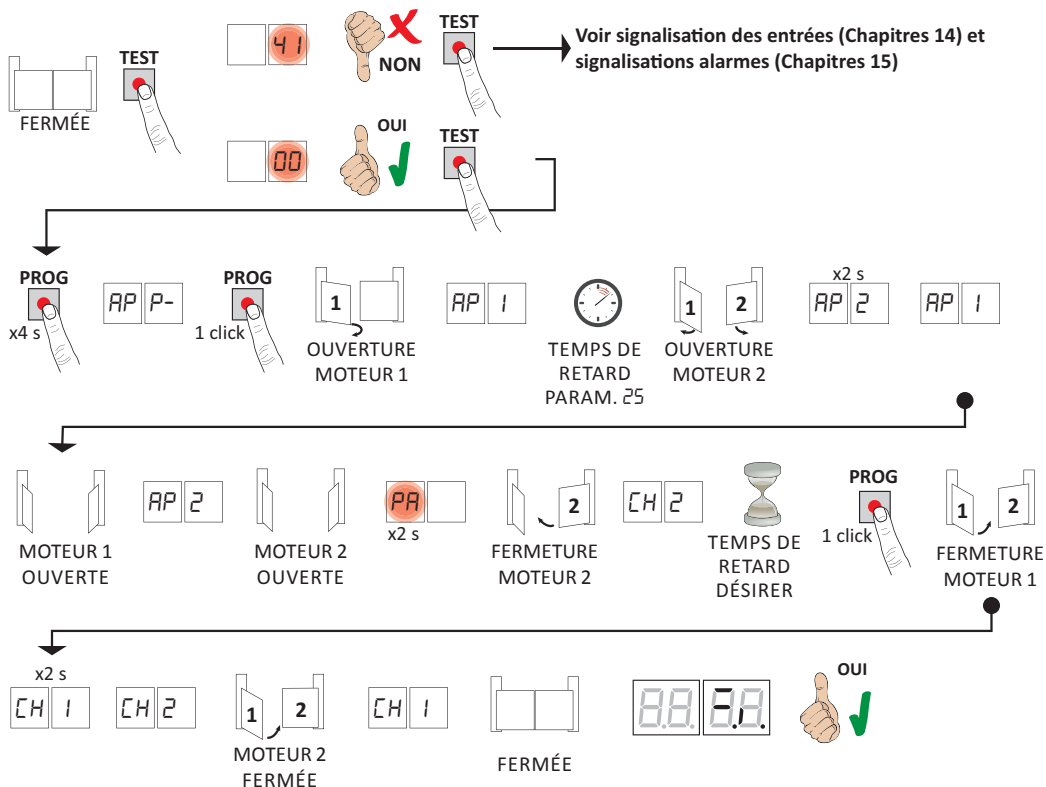 TEST
FERMÉE
41
NON
TEST
Voir signalisation des entrées (Chapitres 14) et
signalisations alarmes (Chapitres 15)
00
OUI
TEST
PROG
x4 s
AP P-
PROG
1 click
1
OUVERTURE
MOTEUR 1
AP 1
TEMPS DE
RETARD
PARAM. 25
1 2
OUVERTURE
MOTEUR 2
x2 s
AP 2
AP 1
MOTEUR 1
OUVERTE
AP 2
MOTEUR 2
OUVERTE
PA
x2 s
2
FERMETURE
MOTEUR 2
CH 2
TEMPS DE
RETARD
DÉSIRER
PROG
1 click
1 2
FERMETURE
MOTEUR 1
x2 s
CH 1
CH 2
1 2
MOTEUR 2
FERMÉE
CH 1
FERMÉE
8.8. Fi.
OUI